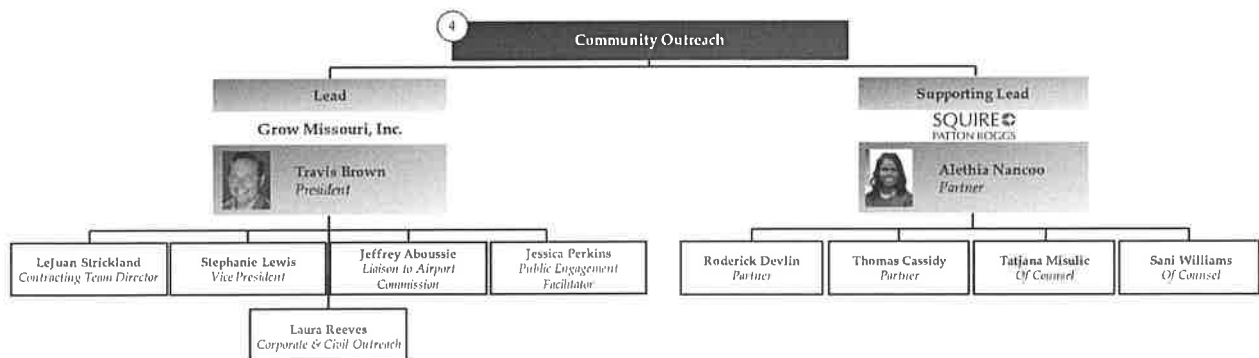 4
Community Outreach
Lead
Grow Missouri, Inc.
Travis Brown
President
LeJuan Strickland
Contracting Team Director
Stephanie Lewis
Vice President
Jeffrey Aboussie
Liaison to Airport
Commission
Jessica Perkins
Public Engagement
Facilitator
Laura Reeves
Corporate & Civil Outreach
Supporting Lead
SQUIRE
PATTON BOGGS
Alethia Nancoo
Partner
Roderick Devlin
Partner
Thomas Cassidy
Partner
Tatjana Misulic
Of Counsel
Sani Williams
Of Counsel